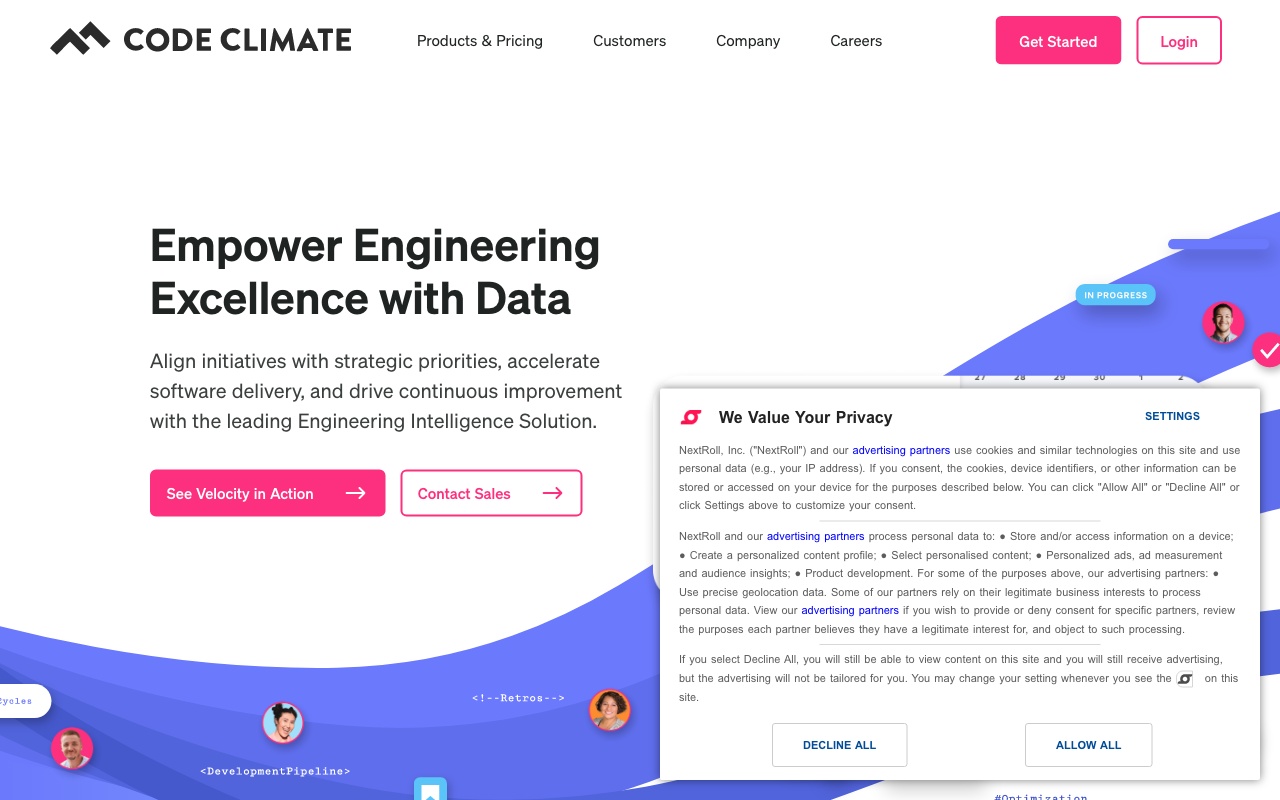 CODE CLIMATE
Products & Pricing
Customers
Company
Careers
Get Started
Login
Empower Engineering
Excellence with Data
Align initiatives with strategic priorities, accelerate
software delivery, and drive continuous improvement
with the leading Engineering Intelligence Solution.
See Velocity in Action
Contact Sales
IN PROGRESS
27 28 29 30 1 2
We Value Your Privacy
SETTINGS
NextRoll, Inc. ("NextRoll") and our advertising partners use cookies and similar technologies on this site and use
personal data (e.g., your IP address). If you consent, the cookies, device identifiers, or other information can be
stored or accessed on your device for the purposes described below. You can click "Allow All" or "Decline All" or
click Settings above to customize your consent.
NextRoll and our advertising partners process personal data to: ● Store and/or access information on a device;
● Create a personalized content profile; ● Select personalised content; ● Personalized ads, ad measurement
and audience insights; ● Product development. For some of the purposes above, our advertising partners: ●
Use precise geolocation data. Some of our partners rely on their legitimate business interests to process
personal data. View our advertising partners if you wish to provide or deny consent for specific partners, review
the purposes each partner believes they have a legitimate interest for, and object to such processing.
If you select Decline All, you will still be able to view content on this site and you will still receive advertising,
but the advertising will not be tailored for you. You may change your setting whenever you see the on this
site.
DECLINE ALL
ALLOW ALL
<!--Retros-->
<DevelopmentPipeline>
#Optimization